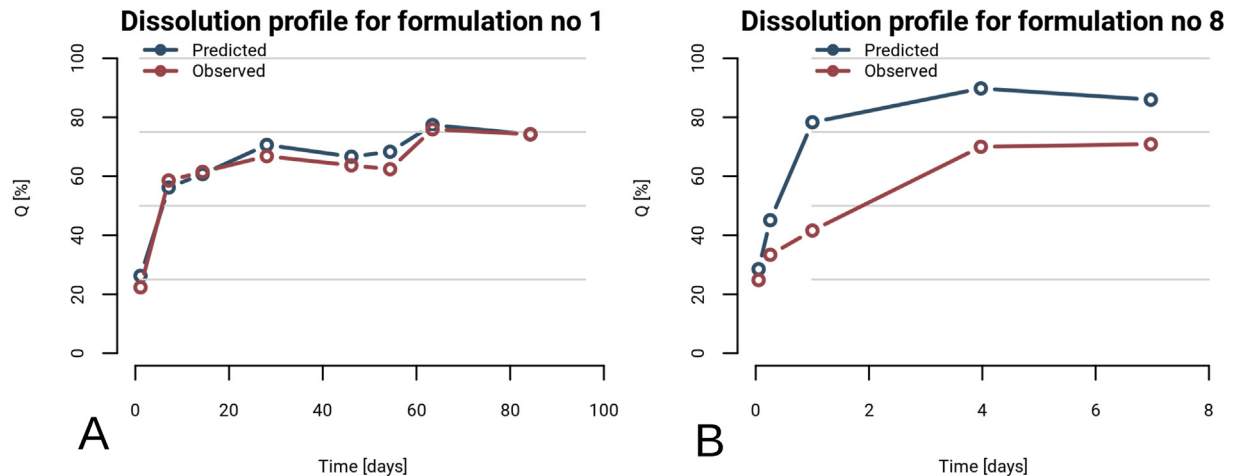 Dissolution profile for formulation no 1
Predicted
Observed
Q [%]
100
80
60
40
20
0
0 20 40 60 80 100
Time [days]
A
Dissolution profile for formulation no 8
Predicted
Observed
Q [%]
100
80
60
40
20
0
0 2 4 6 8
Time [days]
B